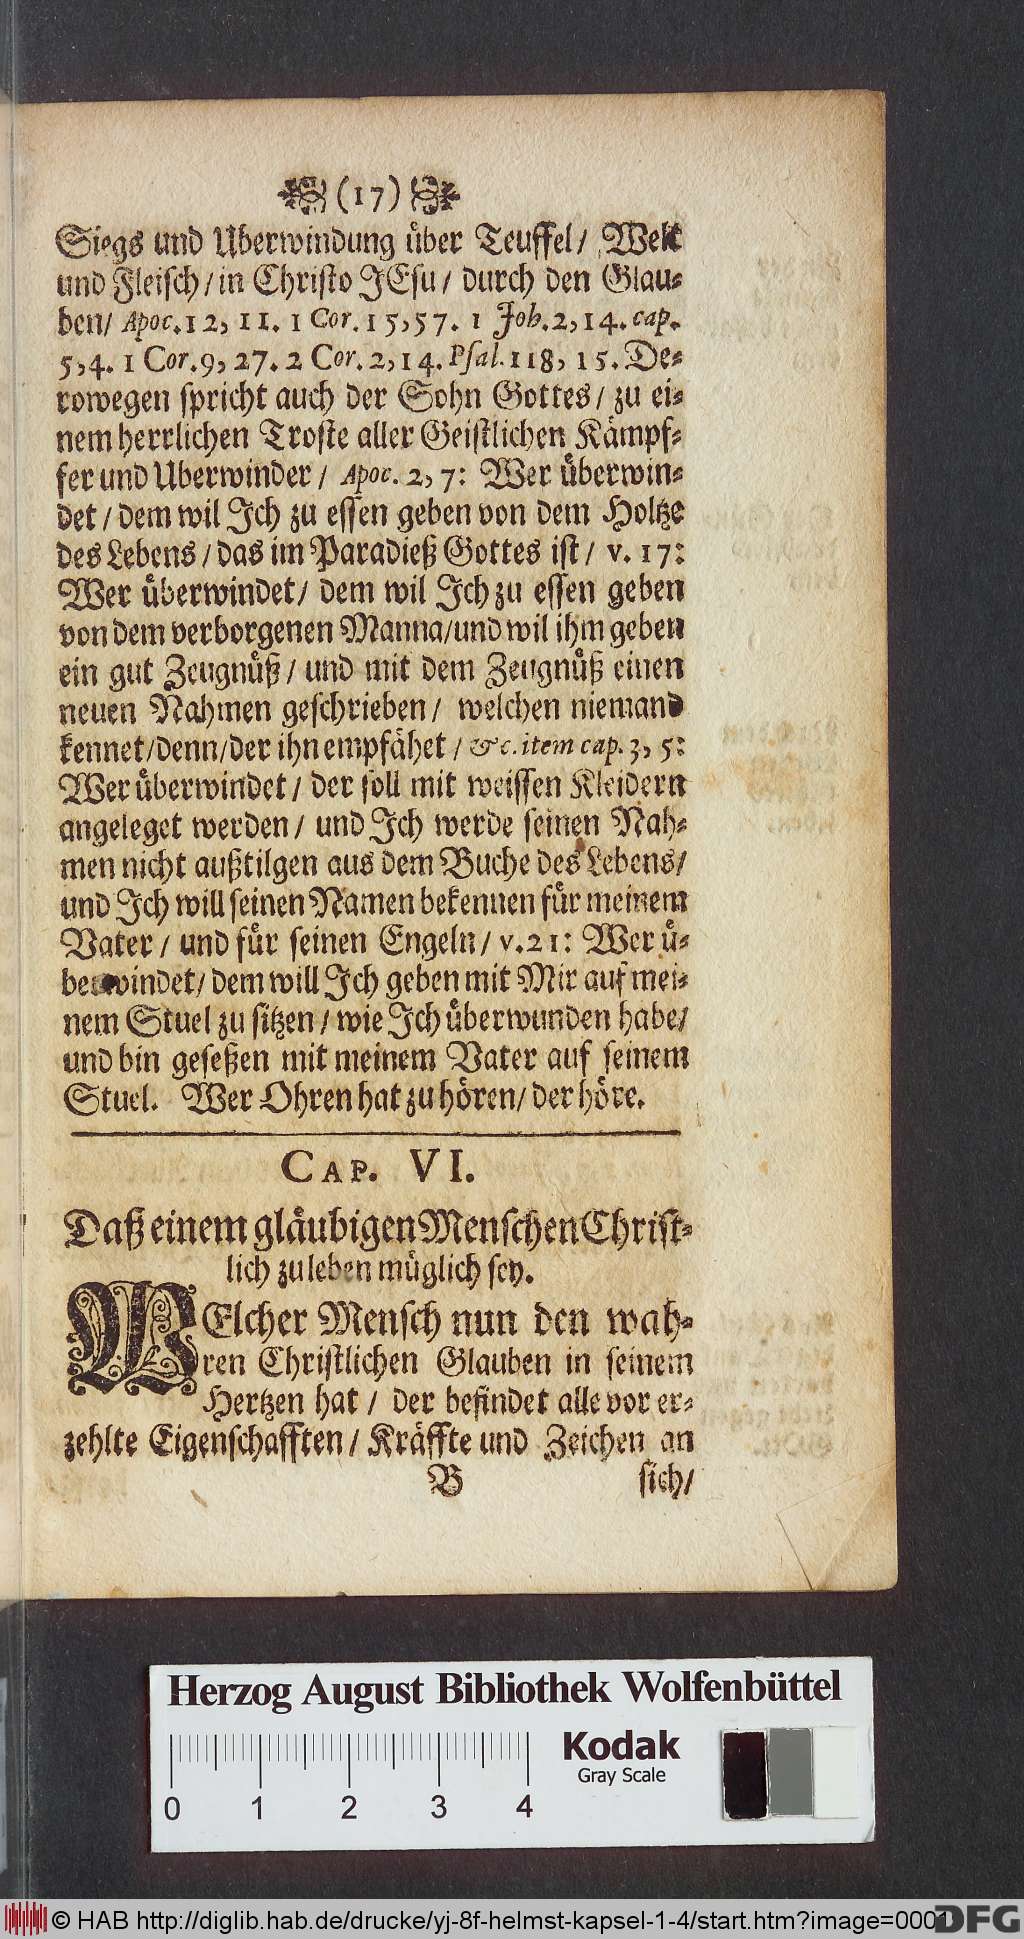 (17)
Siegs und Uberwindung über Teuffel/ Welt
und Fleisch/ in Christo JEsu/ durch den Glau-
ben/ Apoc. 12, 11. 1 Cor. 15, 57. 1 Joh. 2, 14. cap.
5, 4. 1 Cor. 9, 27. 2 Cor. 2, 14. Psal. 118, 15. De-
rowegen spricht auch der Sohn Gottes/ zu ei-
nem herrlichen Troste aller Geistlichen Kämpf-
fer und Uberwinder/ Apoc. 2, 7: Wer überwin-
det/ dem wil Jch zu essen geben von dem Holtze
des Lebens/ das im Paradieß Gottes ist/ v. 17:
Wer überwindet/ dem wil Jch zu essen geben
von dem verborgenen Manna/ und wil ihm geben
ein gut Zeugnüß/ und mit dem Zeugnüß einen
neuen Nahmen geschrieben/ welchen niemand
kennet/ denn/ der ihn empfähet/ &c. item cap. 3, 5:
Wer überwindet/ der soll mit weissen Kleidern
angeleget werden/ und Jch werde seinen Nah-
men nicht außtilgen aus dem Buche des Lebens/
und Jch will seinen Namen bekennen für meinem
Vater/ und für seinen Engeln/ v. 21: Wer ü-
berwindet/ dem will Jch geben mit Mir auf mei-
nem Stuel zu sitzen/ wie Jch überwunden habe/
und bin geseßen mit meinem Vater auf seinem
Stuel. Wer Ohren hat zu hören/ der höre.
CAP. VI.
Daß einem gläubigen Menschen Christ-
lich zu leben müglich sey.
WElcher Mensch nun den wah-
ren Christlichen Glauben in seinem
Hertzen hat/ der befindet alle vor er-
zehlte Eigenschafften/ Kräffte und Zeichen an
B sich/
Herzog August Bibliothek Wolfenbüttel
Kodak
Gray Scale
0 1 2 3 4
© HAB http://diglib.hab.de/drucke/yj-8f-helmst-kapsel-1-4/start.htm?image=0001
DFG